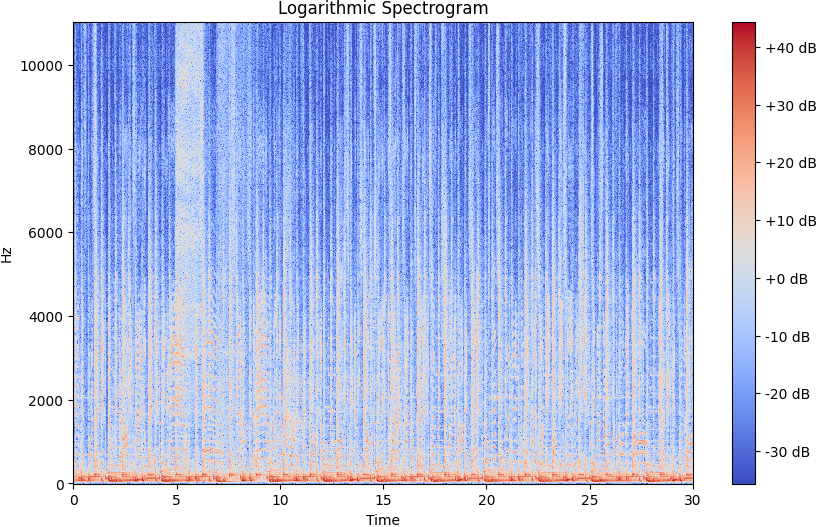 Logarithmic Spectrogram
Hz
10000
8000
6000
4000
2000
0
0 5 10 15 20 25 30
Time
+40 dB
+30 dB
+20 dB
+10 dB
+0 dB
-10 dB
-20 dB
-30 dB